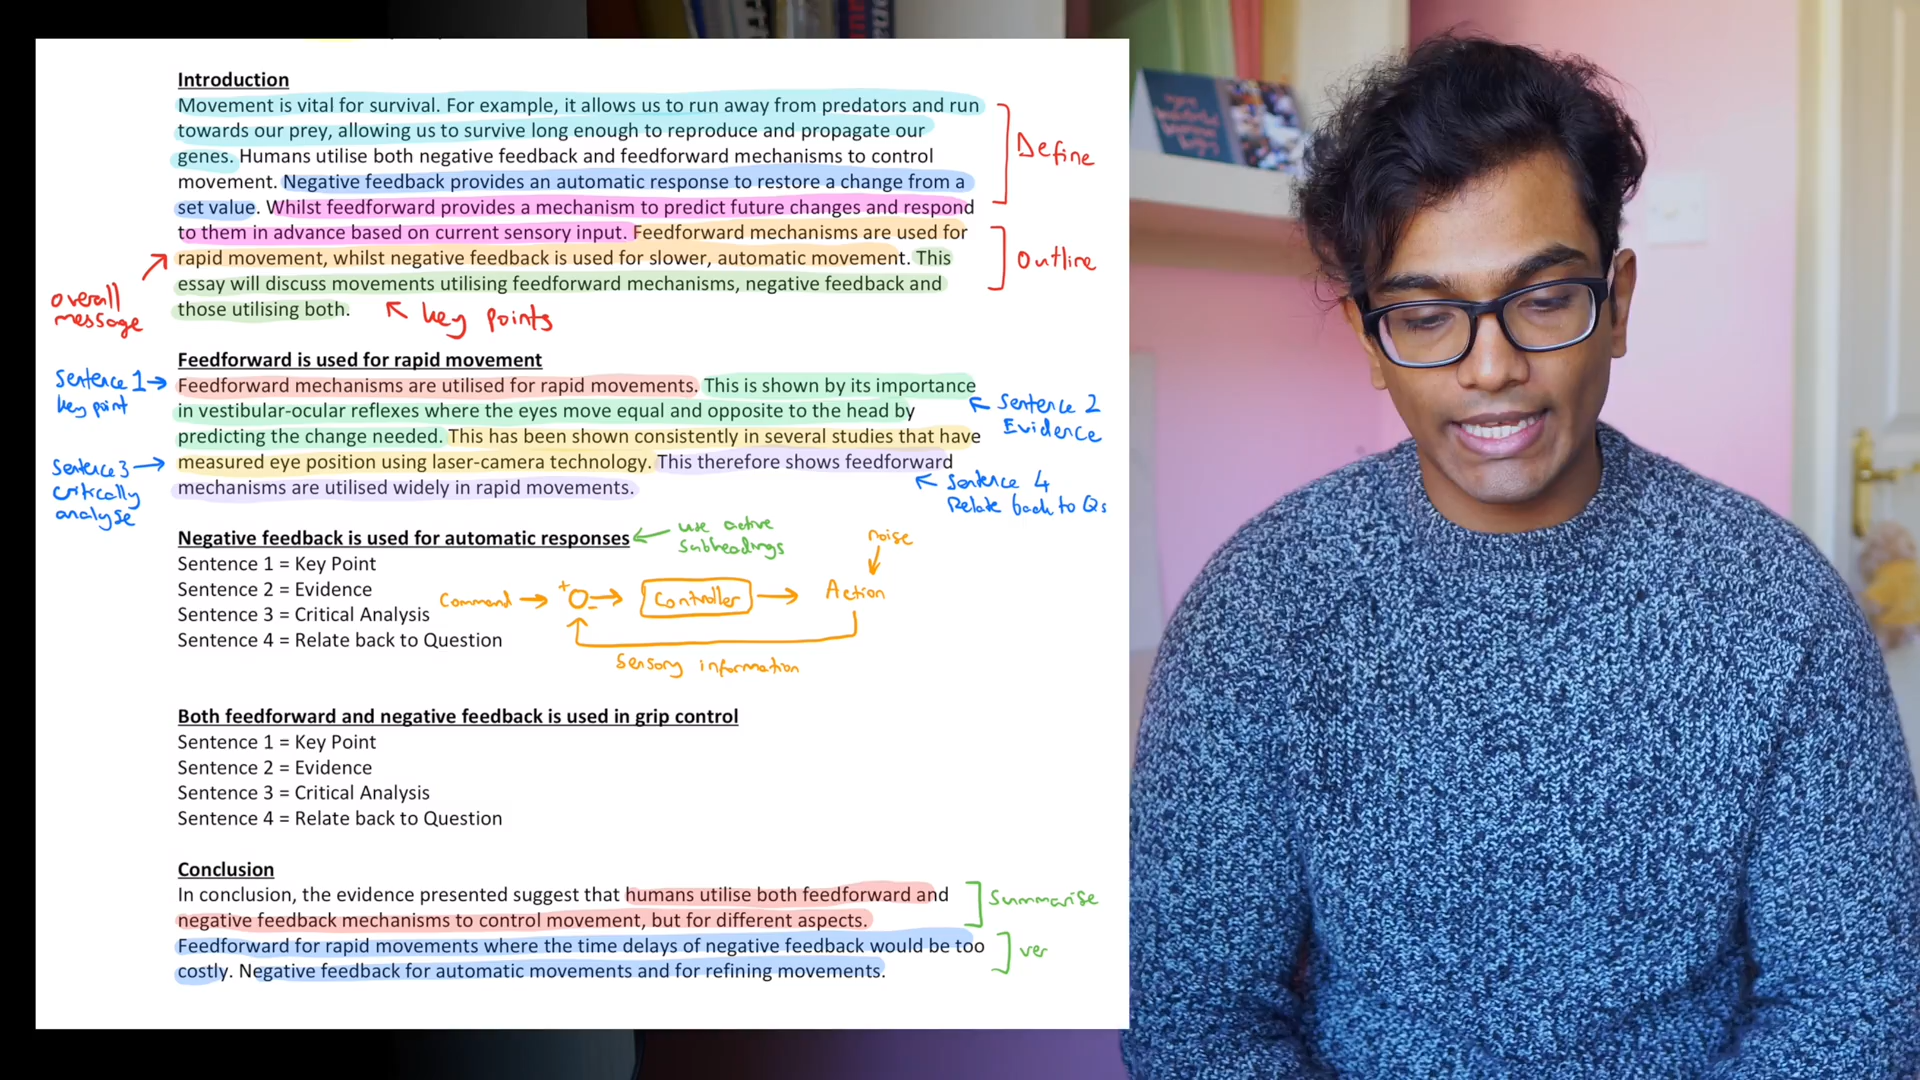 Introduction
Movement is vital for survival. For example, it allows us to run away from predators and run
towards our prey, allowing us to survive long enough to reproduce and propagate our
genes. Humans utilise both negative feedback and feedforward mechanisms to control
movement. Negative feedback provides an automatic response to restore a change from a
set value. Whilst feedforward provides a mechanism to predict future changes and respond
to them in advance based on current sensory input. Feedforward mechanisms are used for
rapid movement, whilst negative feedback is used for slower, automatic movement. This
essay will discuss movements utilising feedforward mechanisms, negative feedback and
those utilising both.
Define
Outline
overall
message
key points
Feedforward is used for rapid movement
Feedforward mechanisms are utilised for rapid movements. This is shown by its importance
in vestibular-ocular reflexes where the eyes move equal and opposite to the head by
predicting the change needed. This has been shown consistently in several studies that have
measured eye position using laser-camera technology. This therefore shows feedforward
mechanisms are utilised widely in rapid movements.
Sentence 1
key point
Sentence 2
Evidence
Sentence 3
critically
analyse
Sentence 4
Relate back to Qs
Negative feedback is used for automatic responses
use active
subheadings
Sentence 1 = Key Point
Sentence 2 = Evidence
Sentence 3 = Critical Analysis
Sentence 4 = Relate back to Question
noise
Command
+
-
Controller
Action
Sensory information
Both feedforward and negative feedback is used in grip control
Sentence 1 = Key Point
Sentence 2 = Evidence
Sentence 3 = Critical Analysis
Sentence 4 = Relate back to Question
Conclusion
In conclusion, the evidence presented suggest that humans utilise both feedforward and
negative feedback mechanisms to control movement, but for different aspects.
Feedforward for rapid movements where the time delays of negative feedback would be too
costly. Negative feedback for automatic movements and for refining movements.
Summarise
ver